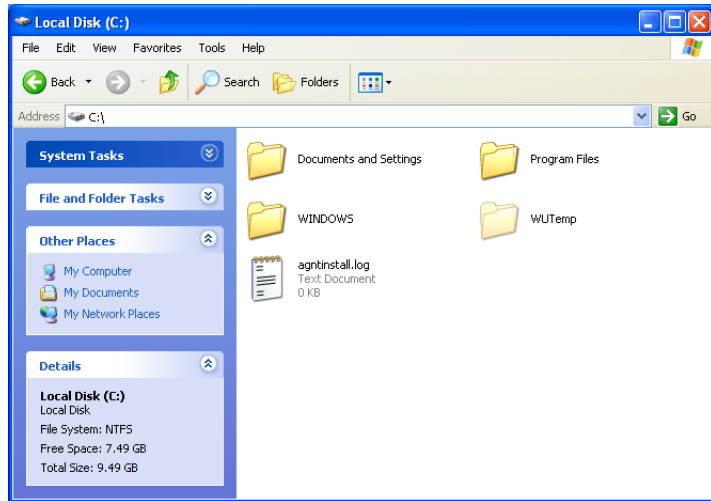 Local Disk (C:)
File Edit View Favorites Tools Help
Back Search Folders
Address C:\ Go
System Tasks
File and Folder Tasks
Other Places
My Computer
My Documents
My Network Places
Details
Local Disk (C:)
Local Disk
File System: NTFS
Free Space: 7.49 GB
Total Size: 9.49 GB
Documents and Settings
Program Files
WINDOWS
WUTemp
agntinstall.log
Text Document
0 KB